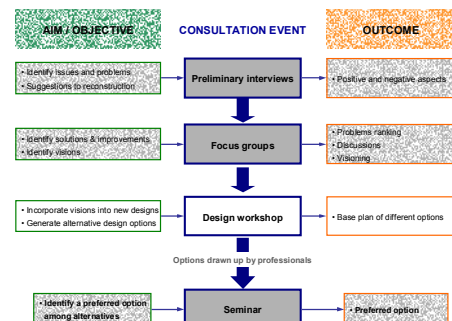 AIM / OBJECTIVE
CONSULTATION EVENT
OUTCOME
• Identify issues and problems
• Suggestions to reconstruction
Preliminary interviews
• Positive and negative aspects
• Identify solutions & improvements
• Identify visions
Focus groups
• Problems ranking
• Discussions
• Visioning
• Incorporate visions into new designs
• Generate alternative design options
Design workshop
• Base plan of different options
Options drawn up by professionals
• Identify a preferred option
among alternatives
Seminar
• Preferred option